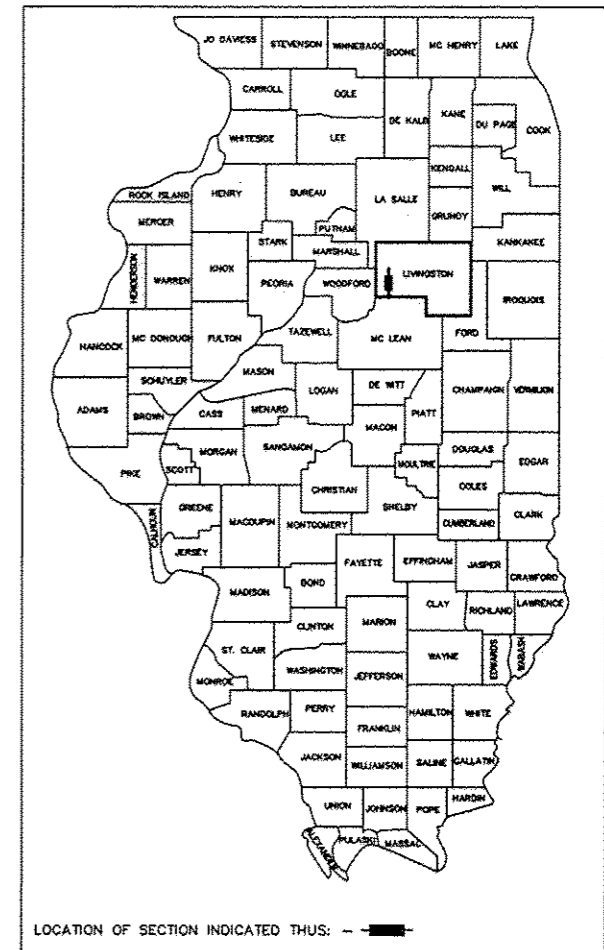 JO DAVIESS STEVENSON WINNEBAGO BOONE MC HENRY LAKE
CARROLL OGLE DE KALB KANE DU PAGE COOK
WHITESIDE LEE KENDALL WILL
ROCK ISLAND HENRY BUREAU LA SALLE GRUNDY
MERCER PUTNAM KANKAKEE
STARK MARSHALL
HENDERSON WARREN KNOX PEORIA WOODFORD LIVINGSTON IROQUOIS
HANCOCK MC DONOUGH FULTON TAZEWELL MC LEAN FORD
SCHUYLER MASON LOGAN DE WITT CHAMPAIGN VERMILION
ADAMS BROWN CASS MENARD MACON PIATT
PIKE SCOTT MORGAN SANGAMON MOULTRIE DOUGLAS EDGAR
CHRISTIAN COLES
CALHOUN GREENE MACOUPIN MONTGOMERY SHELBY CUMBERLAND CLARK
JERSEY FAYETTE EFFINGHAM JASPER CRAWFORD
MADISON BOND CLAY RICHLAND LAWRENCE
CLINTON MARION
ST. CLAIR WASHINGTON JEFFERSON WAYNE EDWARDS WABASH
MONROE
RANDOLPH PERRY HAMILTON WHITE
FRANKLIN
JACKSON WILLIAMSON SALINE GALLATIN
UNION JOHNSON POPE HARDIN
ALEXANDER PULASKI MASSAC
LOCATION OF SECTION INDICATED THUS: -